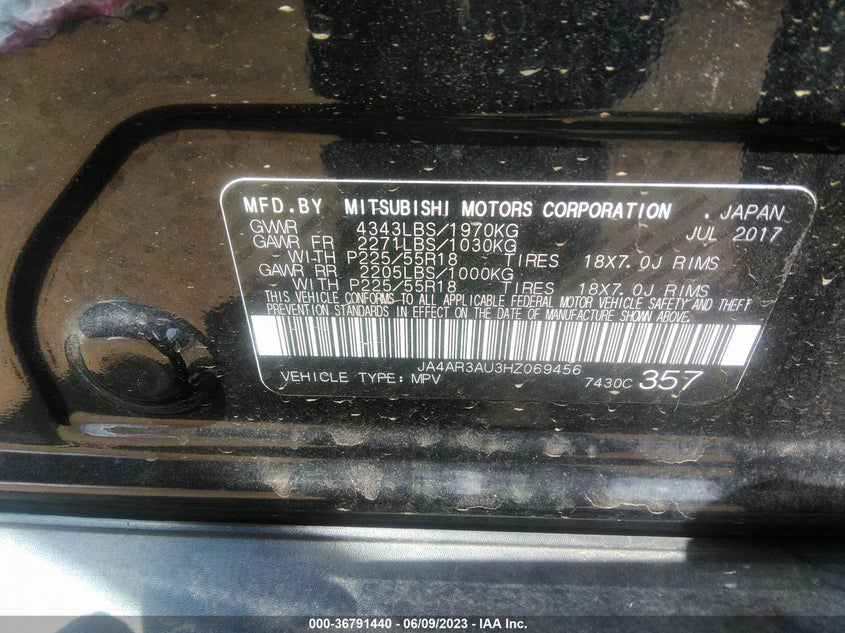 MFD.BY MITSUBISHI MOTORS CORPORATION . JAPAN
GVWR 4343LBS/1970KG JUL 2017
GAWR FR 2271LBS/1030KG
-WITH P225/55R18 TIRES 18X7.0J RIMS
GAWR RR 2205LBS/1000KG
-WITH P225/55R18 TIRES 18X7.0J RIMS
THIS VEHICLE CONFORMS TO ALL APPLICABLE FEDERAL MOTOR VEHICLE SAFETY AND THEFT
PREVENTION STANDARDS IN EFFECT ON THE DATE OF MANUFACTURE SHOWN ABOVE.
JA4AR3AU3HZ069456
VEHICLE TYPE: MPV 7430C 357
000-36791440 - 06/09/2023 - IAA Inc.